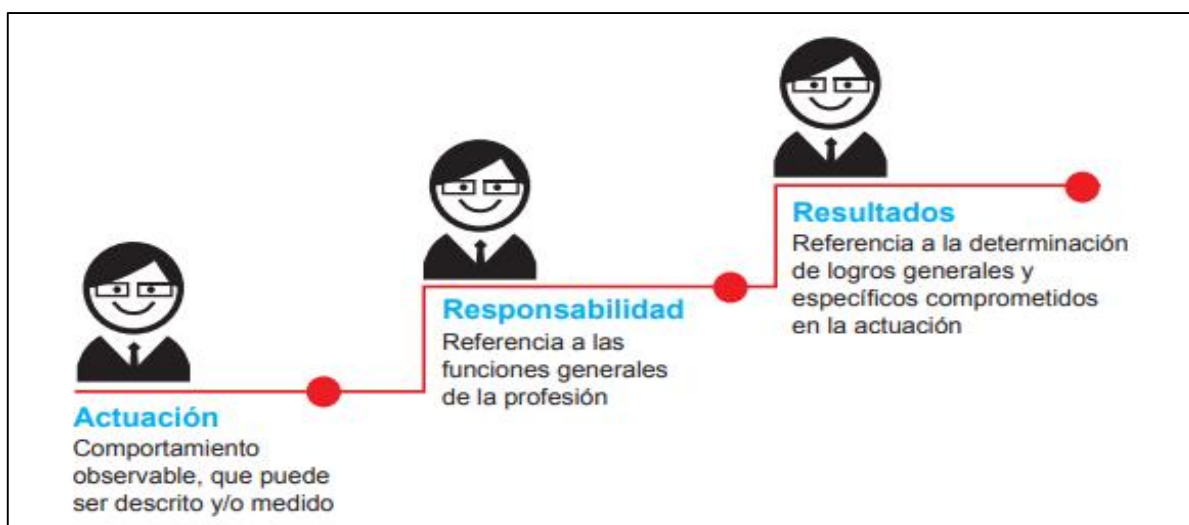 Actuación
Comportamiento
observable, que puede
ser descrito y/o medido
Responsabilidad
Referencia a las
funciones generales
de la profesión
Resultados
Referencia a la determinación
de logros generales y
específicos comprometidos
en la actuación